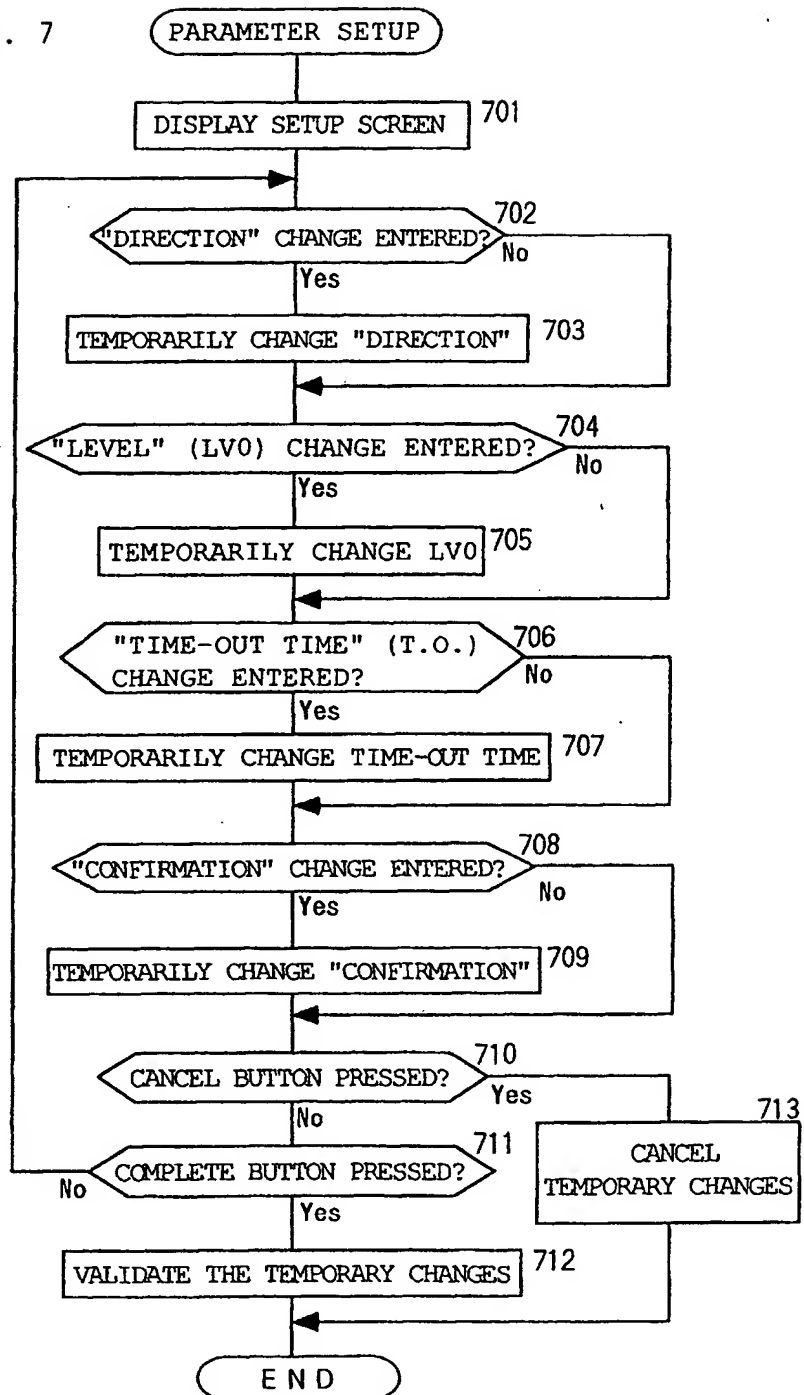 . 7
PARAMETER SETUP
DISPLAY SETUP SCREEN
701
"DIRECTION" CHANGE ENTERED?
702
No
Yes
TEMPORARILY CHANGE "DIRECTION"
703
"LEVEL" (LV0) CHANGE ENTERED?
704
No
Yes
TEMPORARILY CHANGE LV0
705
"TIME-OUT TIME" (T.O.)
CHANGE ENTERED?
706
No
Yes
TEMPORARILY CHANGE TIME-OUT TIME
707
"CONFIRMATION" CHANGE ENTERED?
708
No
Yes
TEMPORARILY CHANGE "CONFIRMATION"
709
CANCEL BUTTON PRESSED?
710
Yes
No
713
CANCEL
TEMPORARY CHANGES
COMPLETE BUTTON PRESSED?
711
No
Yes
VALIDATE THE TEMPORARY CHANGES
712
END